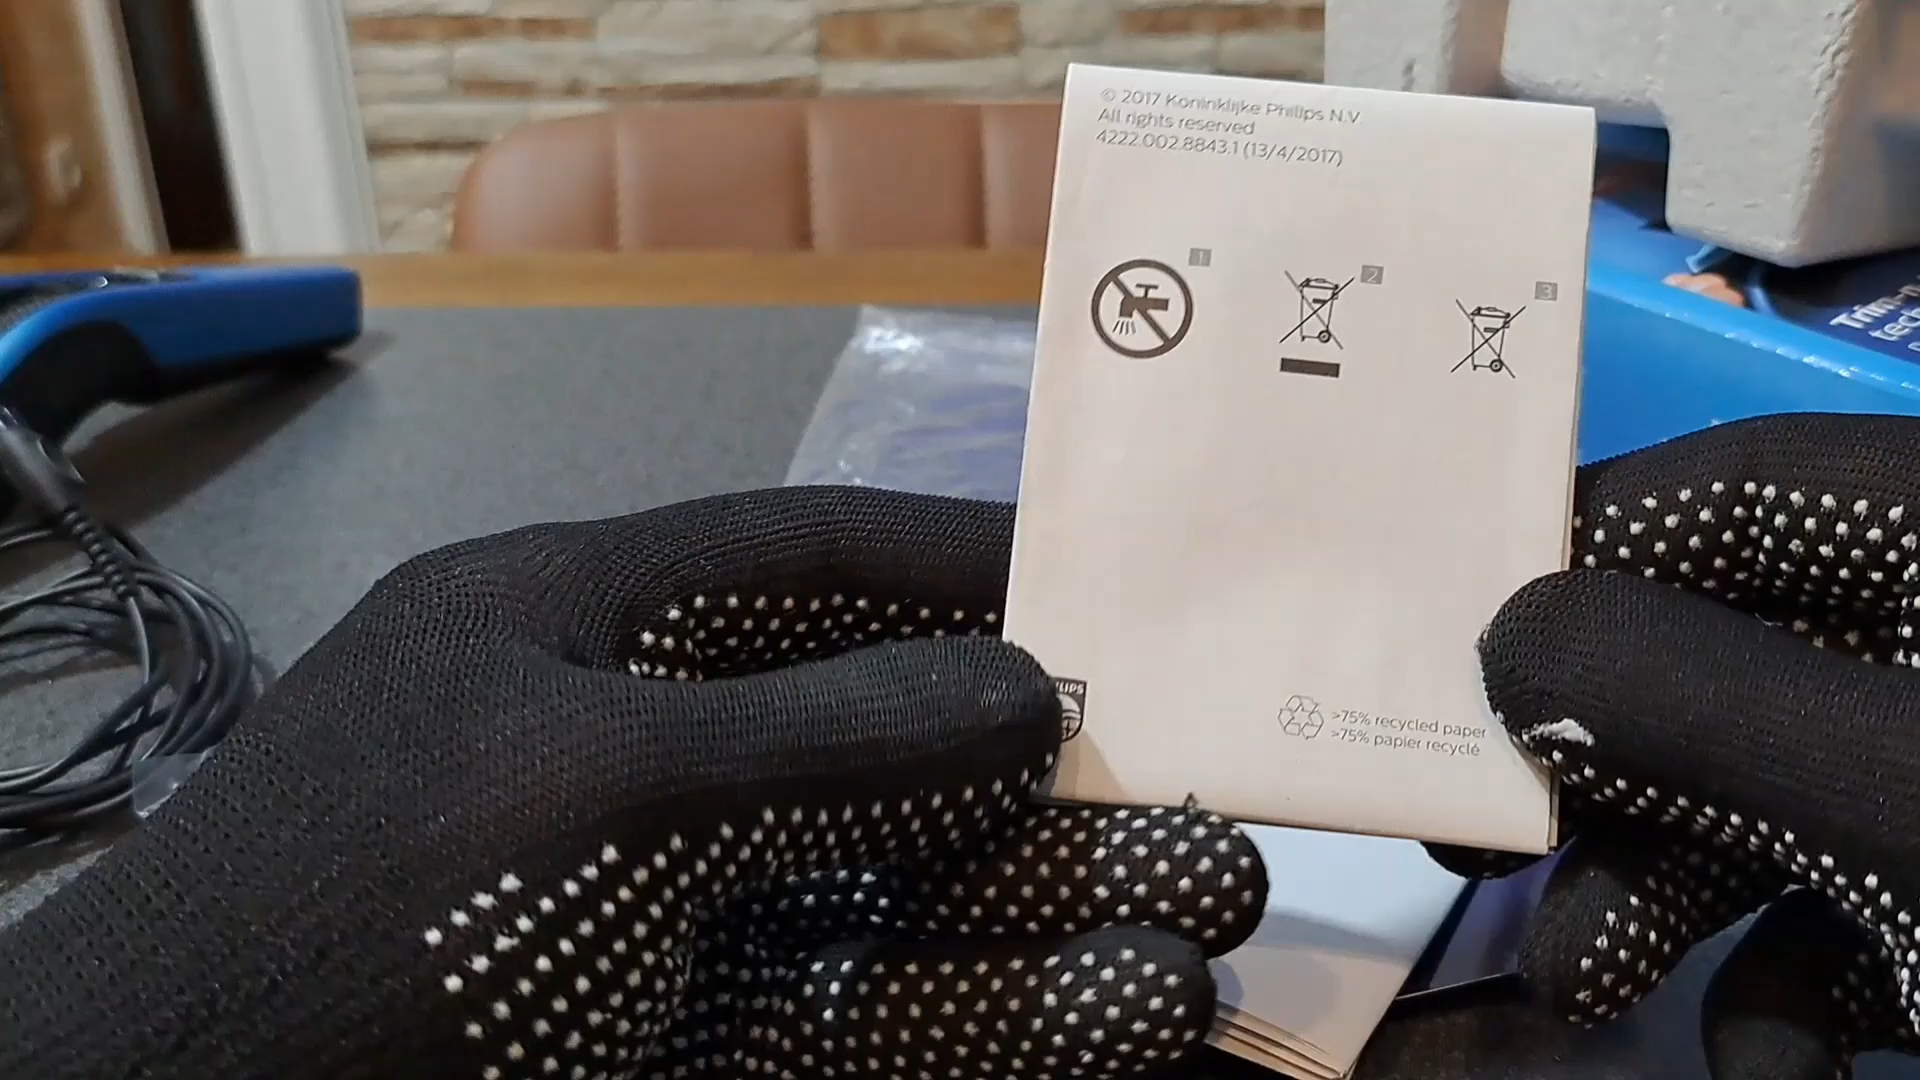 © 2017 Koninklijke Philips N.V
All rights reserved
4222.002.8843.1 (13/4/2017)
1
2
3
>75% recycled paper
>75% papier recyclé